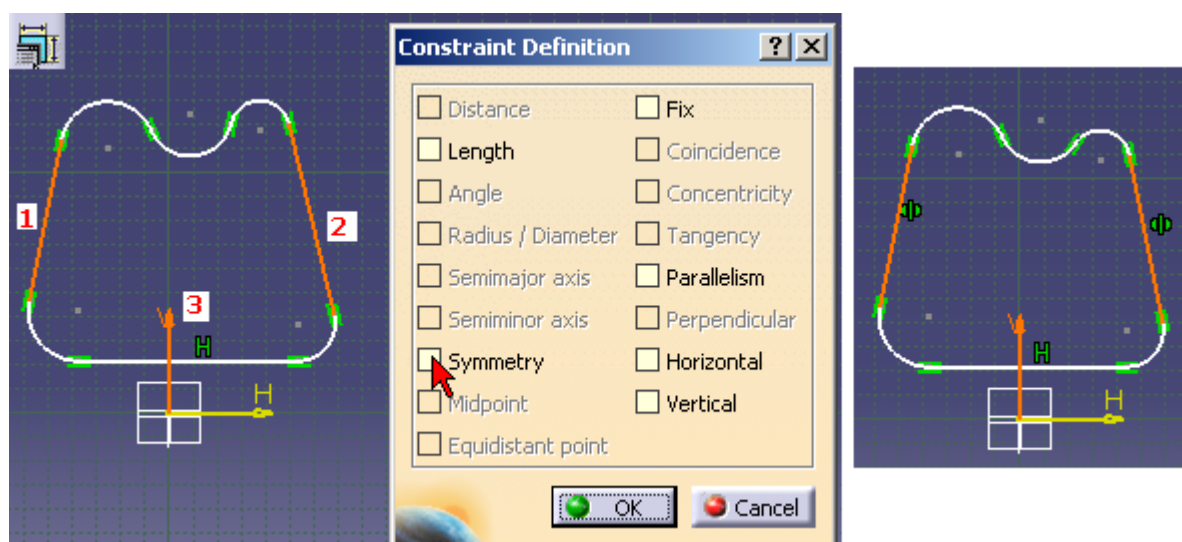 1
2
3
V
H
H
Constraint Definition
?
X
Distance
Fix
Length
Coincidence
Angle
Concentricity
Radius / Diameter
Tangency
Semimajor axis
Parallelism
Semiminor axis
Perpendicular
Symmetry
Horizontal
Midpoint
Vertical
Equidistant point
OK
Cancel
V
H
H